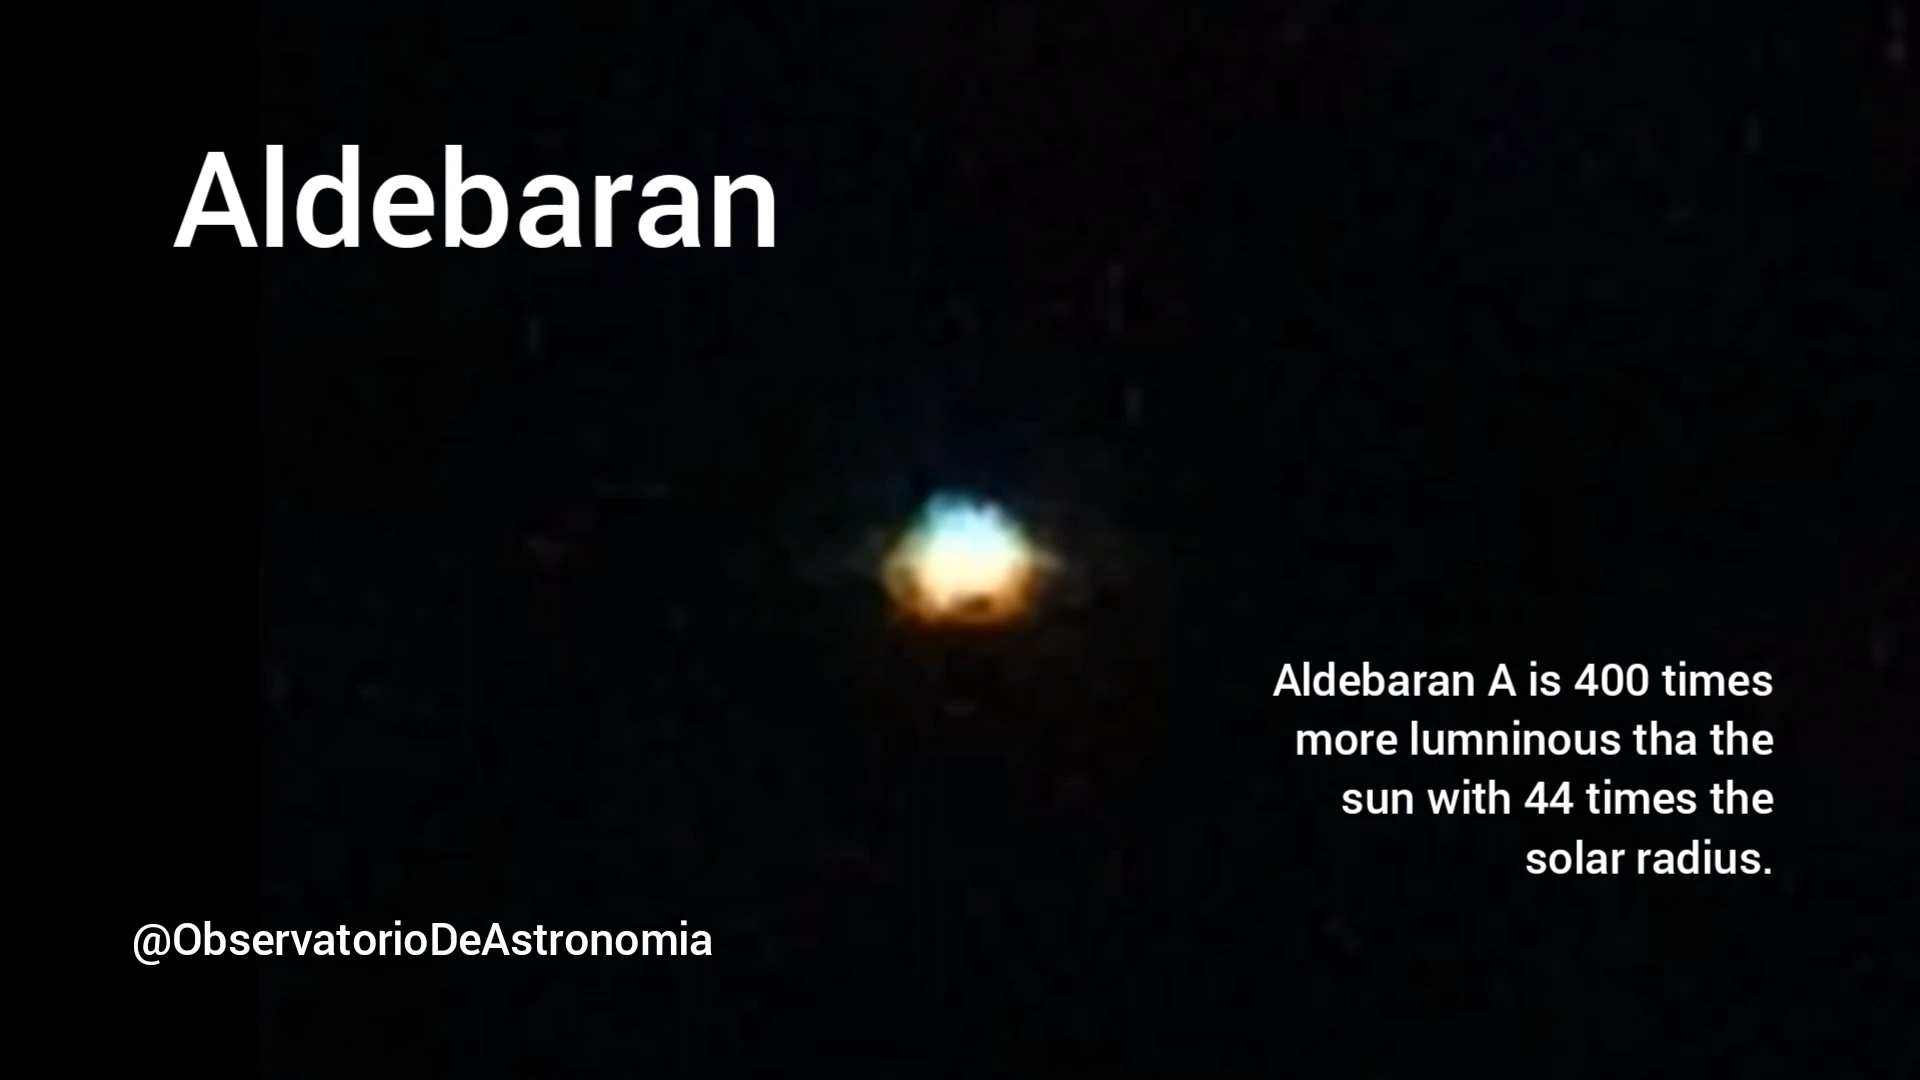 Aldebaran
Aldebaran A is 400 times
more lumninous tha the
sun with 44 times the
solar radius.
@ObservatorioDeAstronomia